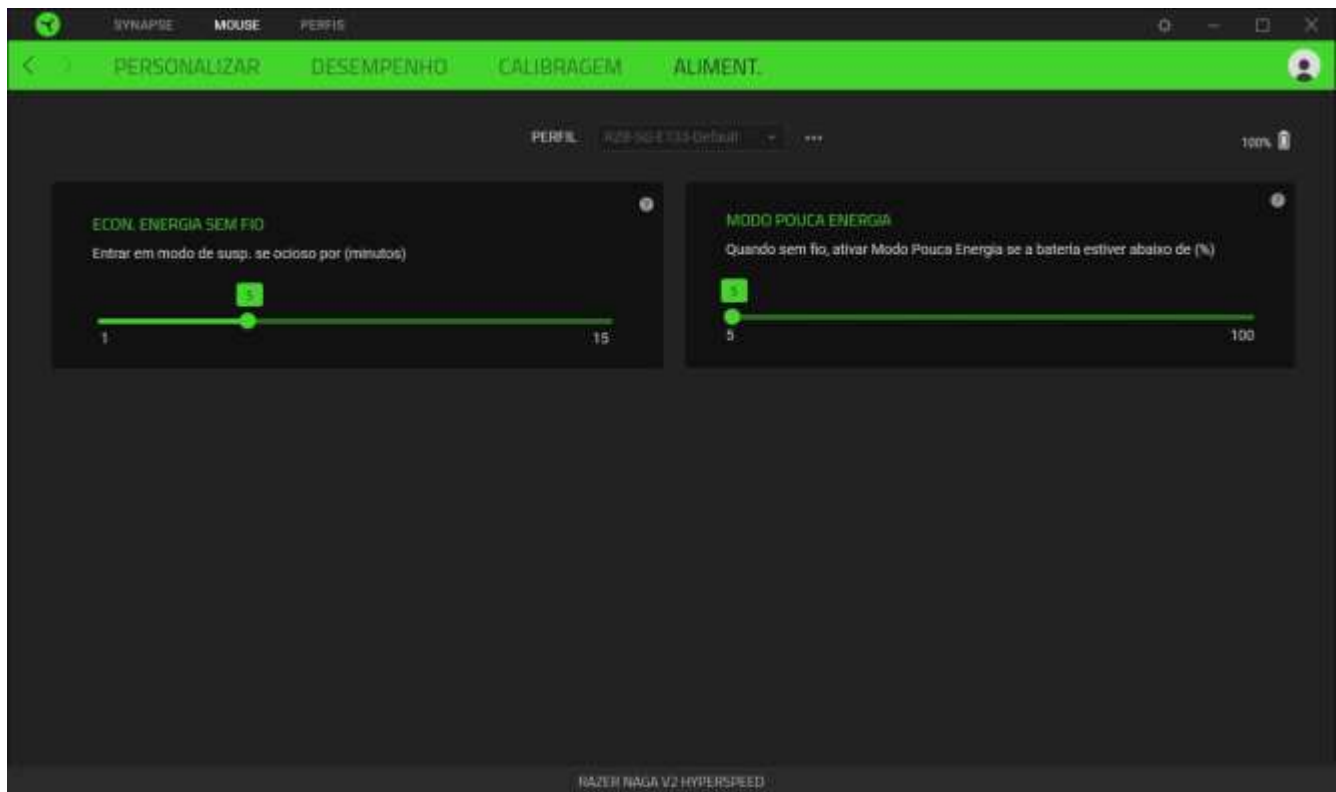 SYNAPSE MOUSE PERFIS
PERSONALIZAR DESEMPENHO CALIBRAGEM ALIMENT.
PERFIL
100%
ECON. ENERGIA SEM FIO
Entrar em modo de susp. se ocioso por (minutos)
5
1 15
MODO POUCA ENERGIA
Quando sem fio, ativar Modo Pouca Energia se a bateria estiver abaixo de (%)
5
5 100
RAZER NAGA V2 HYPERSPEED